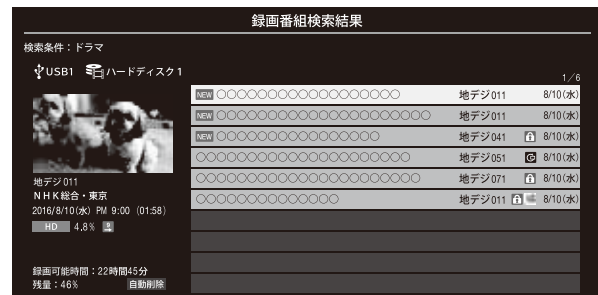 録画番組検索結果
検索条件：ドラマ
USB1 ハードディスク1
1／6
NEW ○○○○○○○○○○○○○○○○○○ 地デジ011 8/10(水)
NEW ○○○○○○○○○○○○○○○○○○○○○ 地デジ011 8/10(水)
NEW ○○○○○○○○○○○○○○○○ 地デジ041 8/10(水)
○○○○○○○○○○○○○○○○○○○○○ 地デジ051 G 8/10(水)
○○○○○○○○○○○○○○○○○○○○○○ 地デジ071 8/10(水)
○○○○○○○○○○○○○○ 地デジ011 8/10(水)
地デジ011
NHK総合・東京
2016/8/10(水) PM 9:00 (01:58)
HD 4.8%
録画可能時間：22時間45分
残量：46% 自動削除